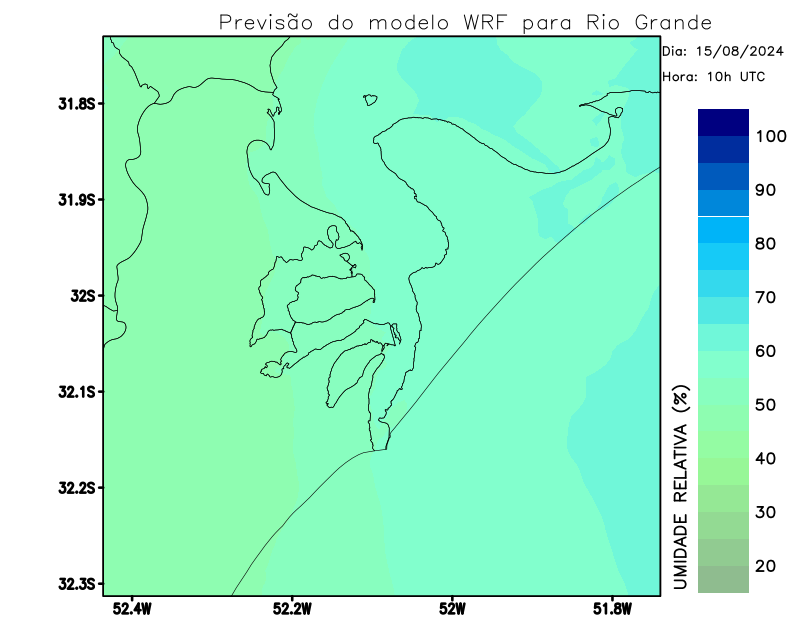 Previsão do modelo WRF para Rio Grande
Dia: 15/08/2024
Hora: 10h UTC
31.8S
31.9S
32S
32.1S
32.2S
32.3S
52.4W
52.2W
52W
51.8W
100
90
80
70
60
50
40
30
20
UMIDADE RELATIVA (%)